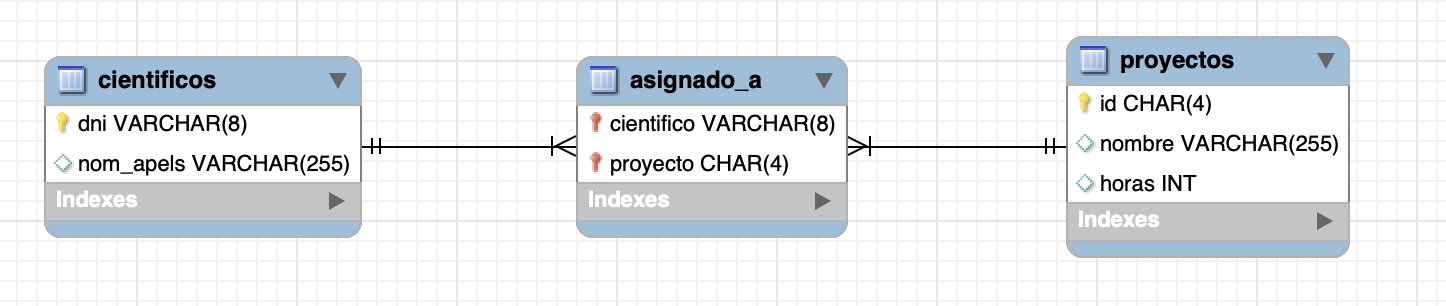 cientificos
dni VARCHAR(8)
nom_apels VARCHAR(255)
Indexes
asignado_a
cientifico VARCHAR(8)
proyecto CHAR(4)
Indexes
proyectos
id CHAR(4)
nombre VARCHAR(255)
horas INT
Indexes